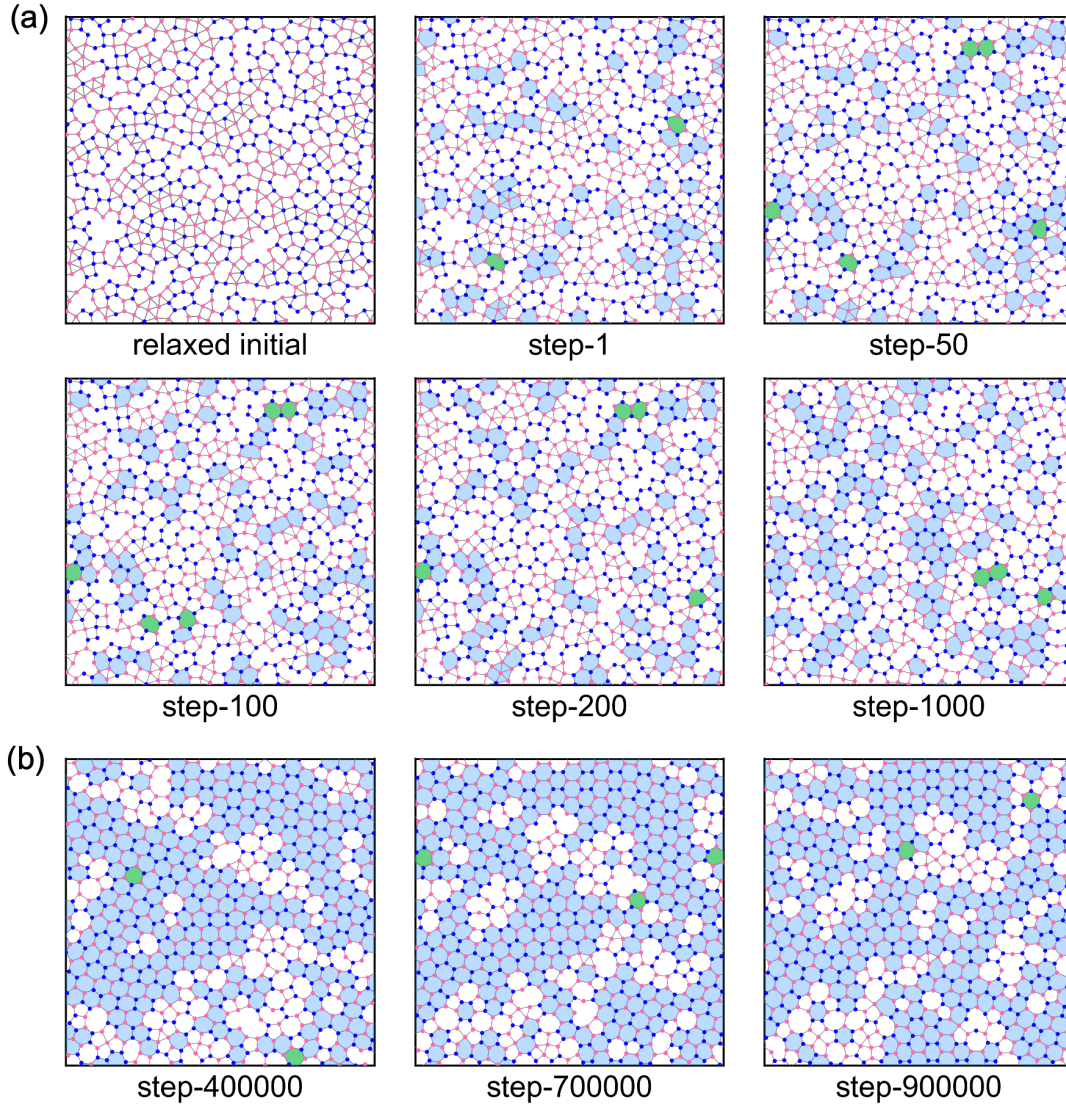 (a)
relaxed initial
step-1
step-50
step-100
step-200
step-1000
(b)
step-400000
step-700000
step-900000